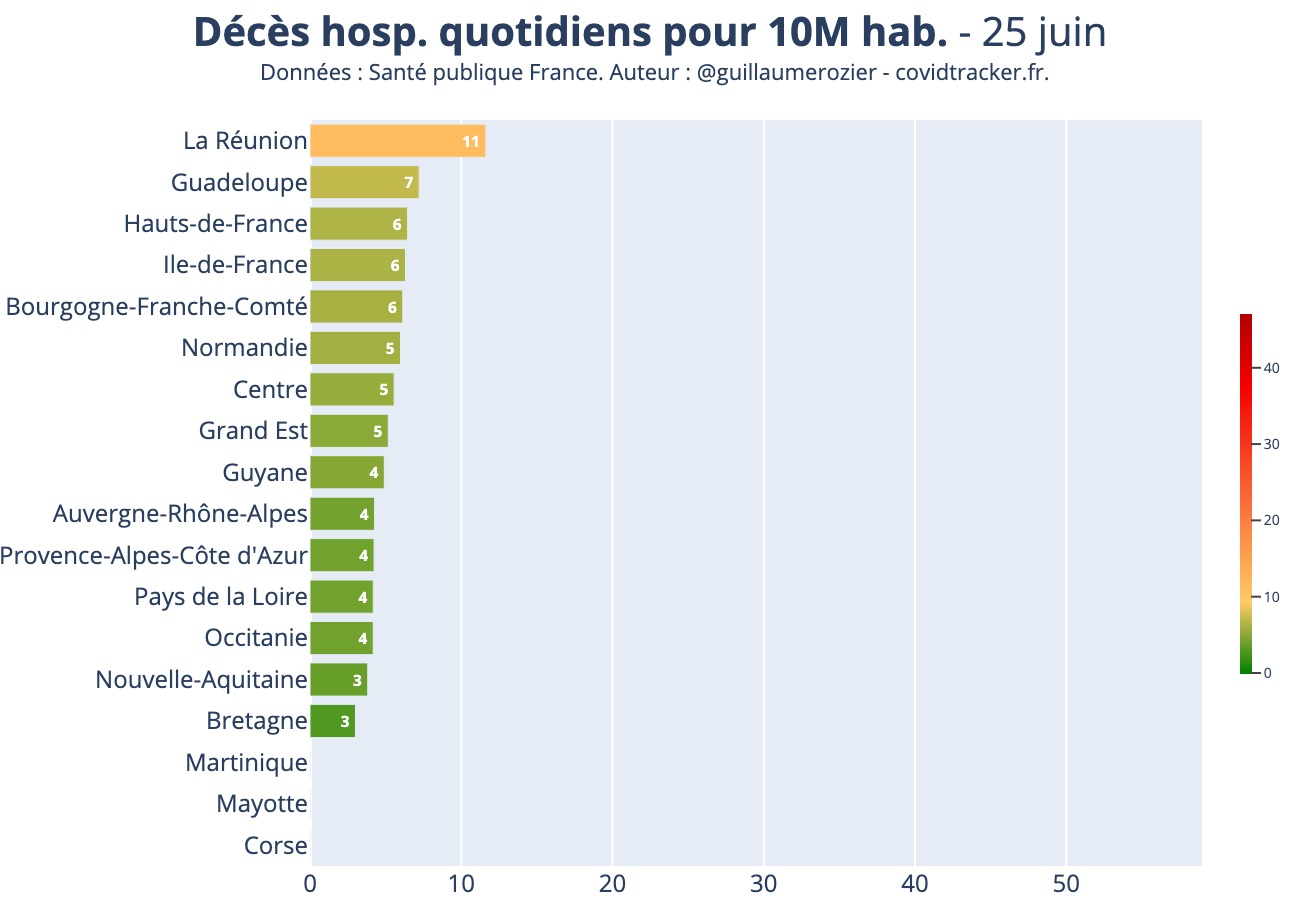 Décès hosp. quotidiens pour 10M hab. - 25 juin
Données : Santé publique France. Auteur : @guillaumerozier - covidtracker.fr.
La Réunion 11
Guadeloupe 7
Hauts-de-France 6
Ile-de-France 6
Bourgogne-Franche-Comté 6
Normandie 5
Centre 5
Grand Est 5
Guyane 4
Auvergne-Rhône-Alpes 4
Provence-Alpes-Côte d'Azur 4
Pays de la Loire 4
Occitanie 4
Nouvelle-Aquitaine 3
Bretagne 3
Martinique
Mayotte
Corse
0 10 20 30 40 50
40
30
20
10
0